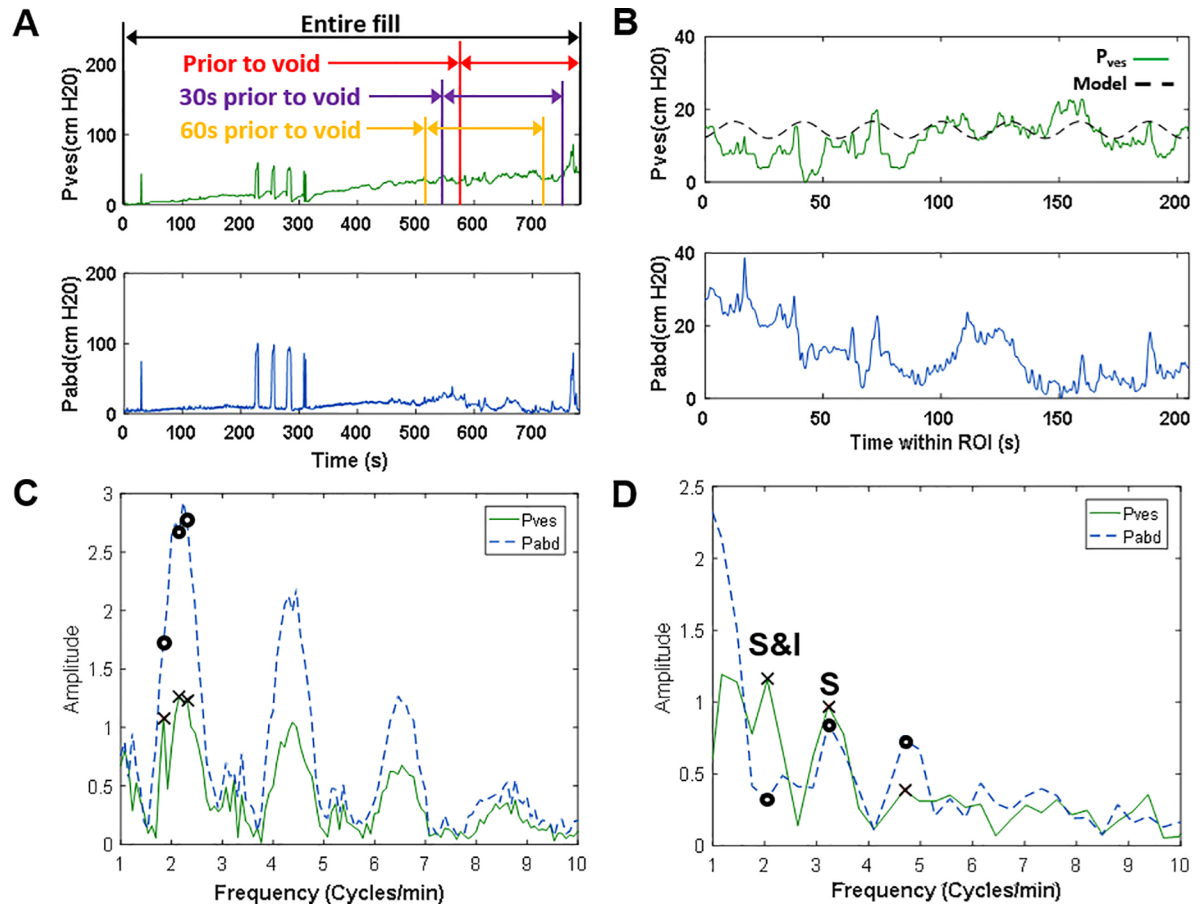 A
Entire fill
Prior to void
30s prior to void
60s prior to void
Pves(cm H20)
200
100
0
0 100 200 300 400 500 600 700
Pabd(cm H20)
200
100
0
0 100 200 300 400 500 600 700
Time (s)
B
Pves(cm H20)
40
20
0
Pves
Model
0 50 100 150 200
Pabd(cm H20)
40
20
0
0 50 100 150 200
Time within ROI (s)
C
Amplitude
3
2.5
2
1.5
1
0.5
0
Pves
Pabd
1 2 3 4 5 6 7 8 9 10
Frequency (Cycles/min)
D
Amplitude
2.5
2
1.5
1
0.5
0
S&I
S
Pves
Pabd
1 2 3 4 5 6 7 8 9 10
Frequency (Cycles/min)